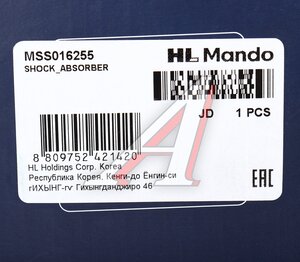 MSS016255
SHOCK_ABSORBER
HL Mando
JD 1 PCS
8 809752 421420
HL Holdings Corp. Korea
Республика Корея, Кенги-до Ёнгин-си
гИХЫНГ-гу Гихынгданджиро 46
EAC